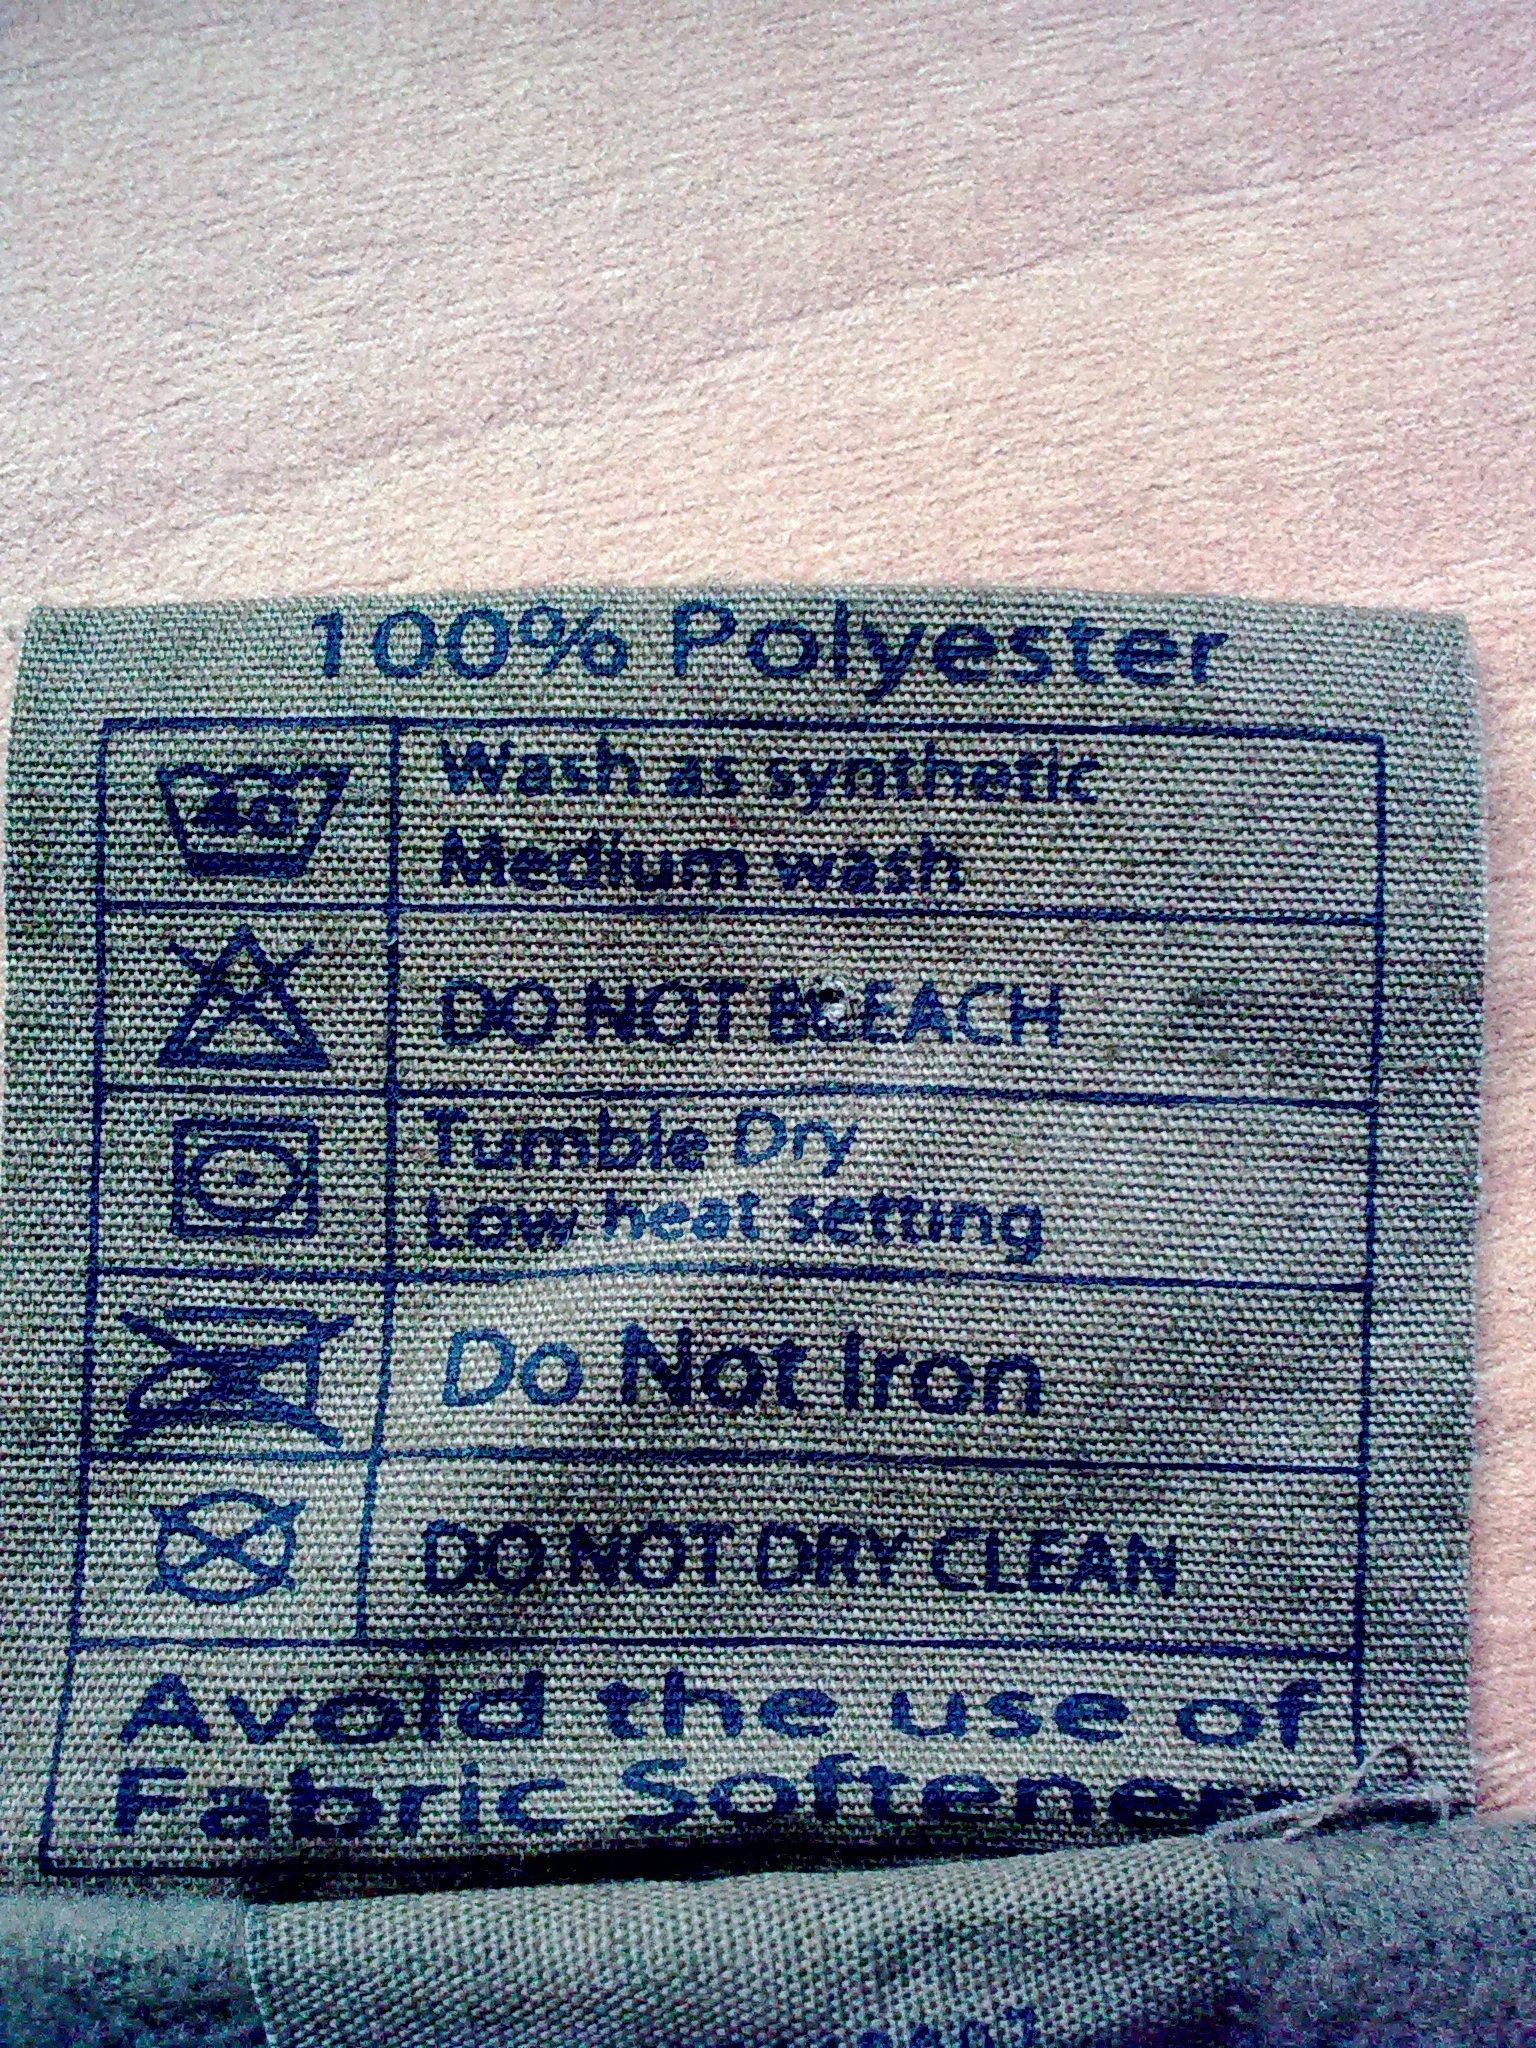 100% Polyester
40
Wash as synthetic
Medium wash
DO NOT BLEACH
Tumble Dry
Low heat setting
Do Not Iron
DO NOT DRY CLEAN
Avoid the use of
Fabric Softeners